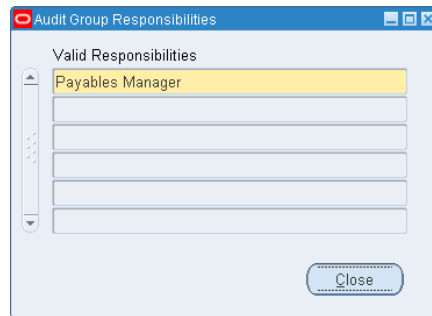 Audit Group Responsibilities
Valid Responsibilities
Payables Manager
Close